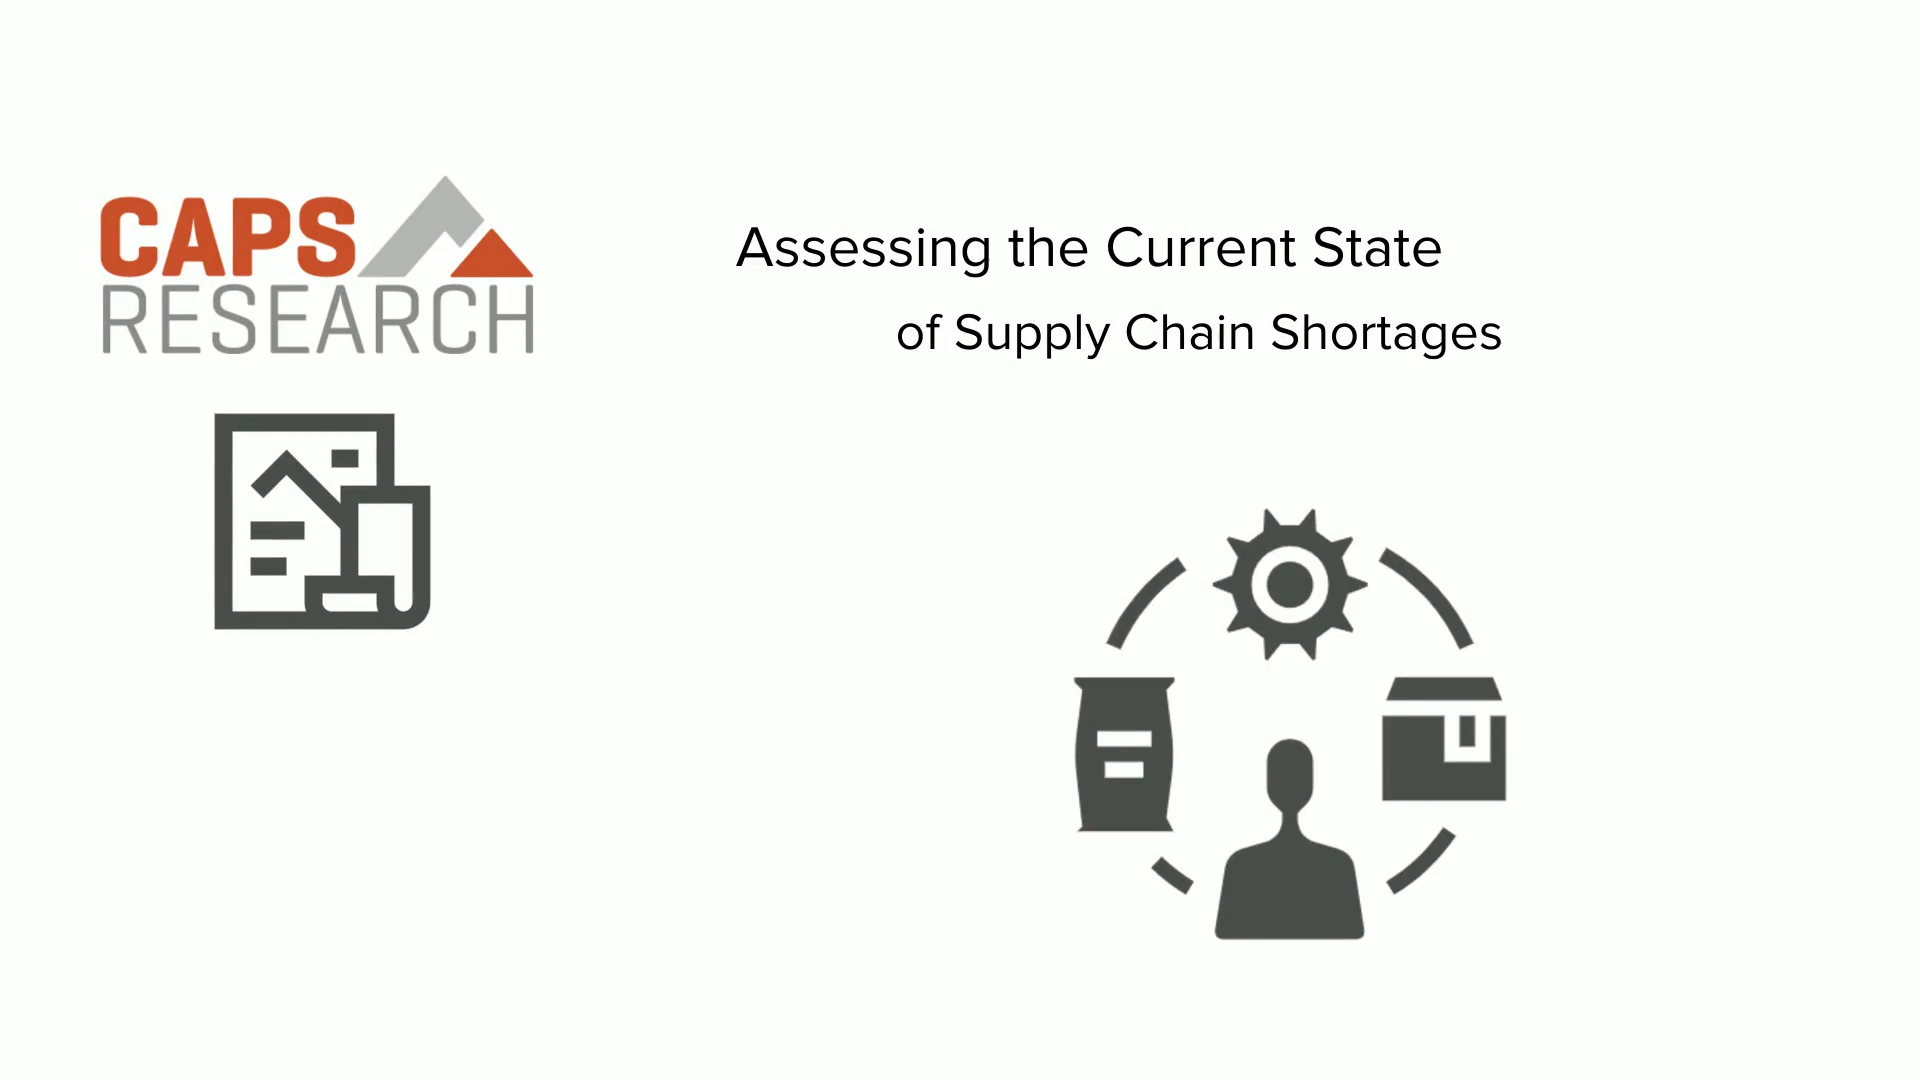 CAPS
RESEARCH
Assessing the Current State
of Supply Chain Shortages